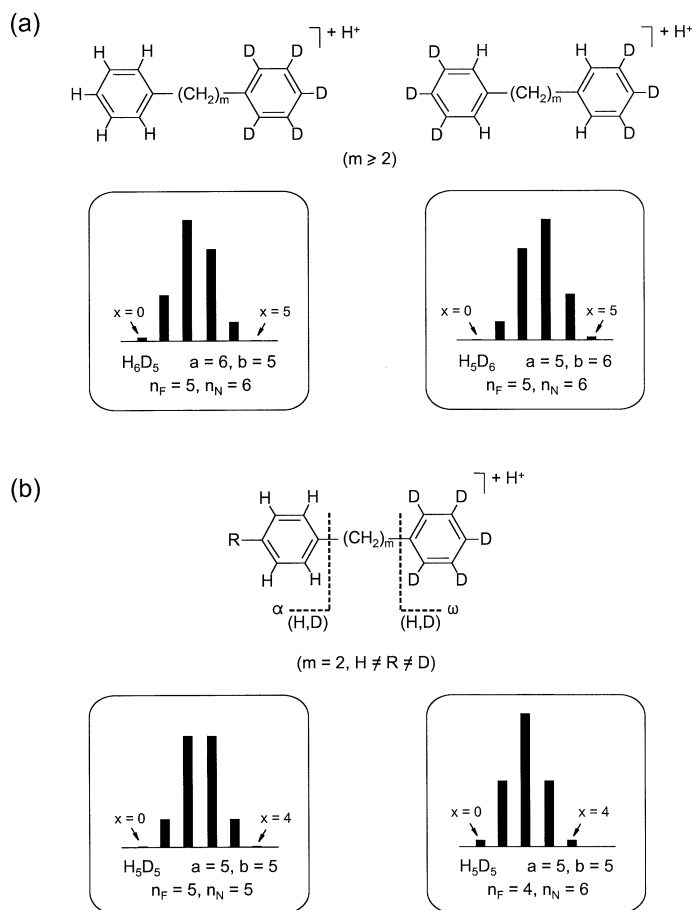 (a)
+ H⁺
+ H⁺
H H D D D H H D
H (CH₂)ₘ D D (CH₂)ₘ D
H H D D D H H D
(m ⩾ 2)
x = 0
x = 5
H₆D₅ a = 6, b = 5
n_F = 5, n_N = 6
x = 0
x = 5
H₅D₆ a = 5, b = 6
n_F = 5, n_N = 6
(b)
+ H⁺
H H D D
R (CH₂)ₘ D
H H D D
α (H,D) (H,D) ω
(m = 2, H ≠ R ≠ D)
x = 0
x = 4
H₅D₅ a = 5, b = 5
n_F = 5, n_N = 5
x = 0
x = 4
H₅D₅ a = 5, b = 5
n_F = 4, n_N = 6